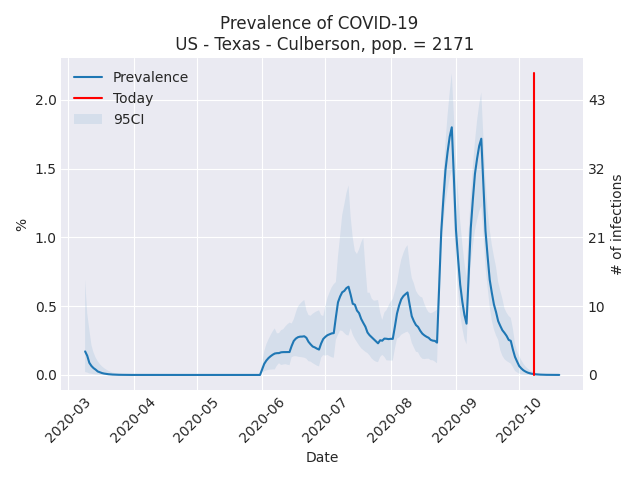 Prevalence of COVID-19
US - Texas - Culberson, pop. = 2171
Prevalence
Today
95CI
%
2.0
1.5
1.0
0.5
0.0
43
32
21
10
0
# of infections
2020-03
2020-04
2020-05
2020-06
2020-07
2020-08
2020-09
2020-10
Date